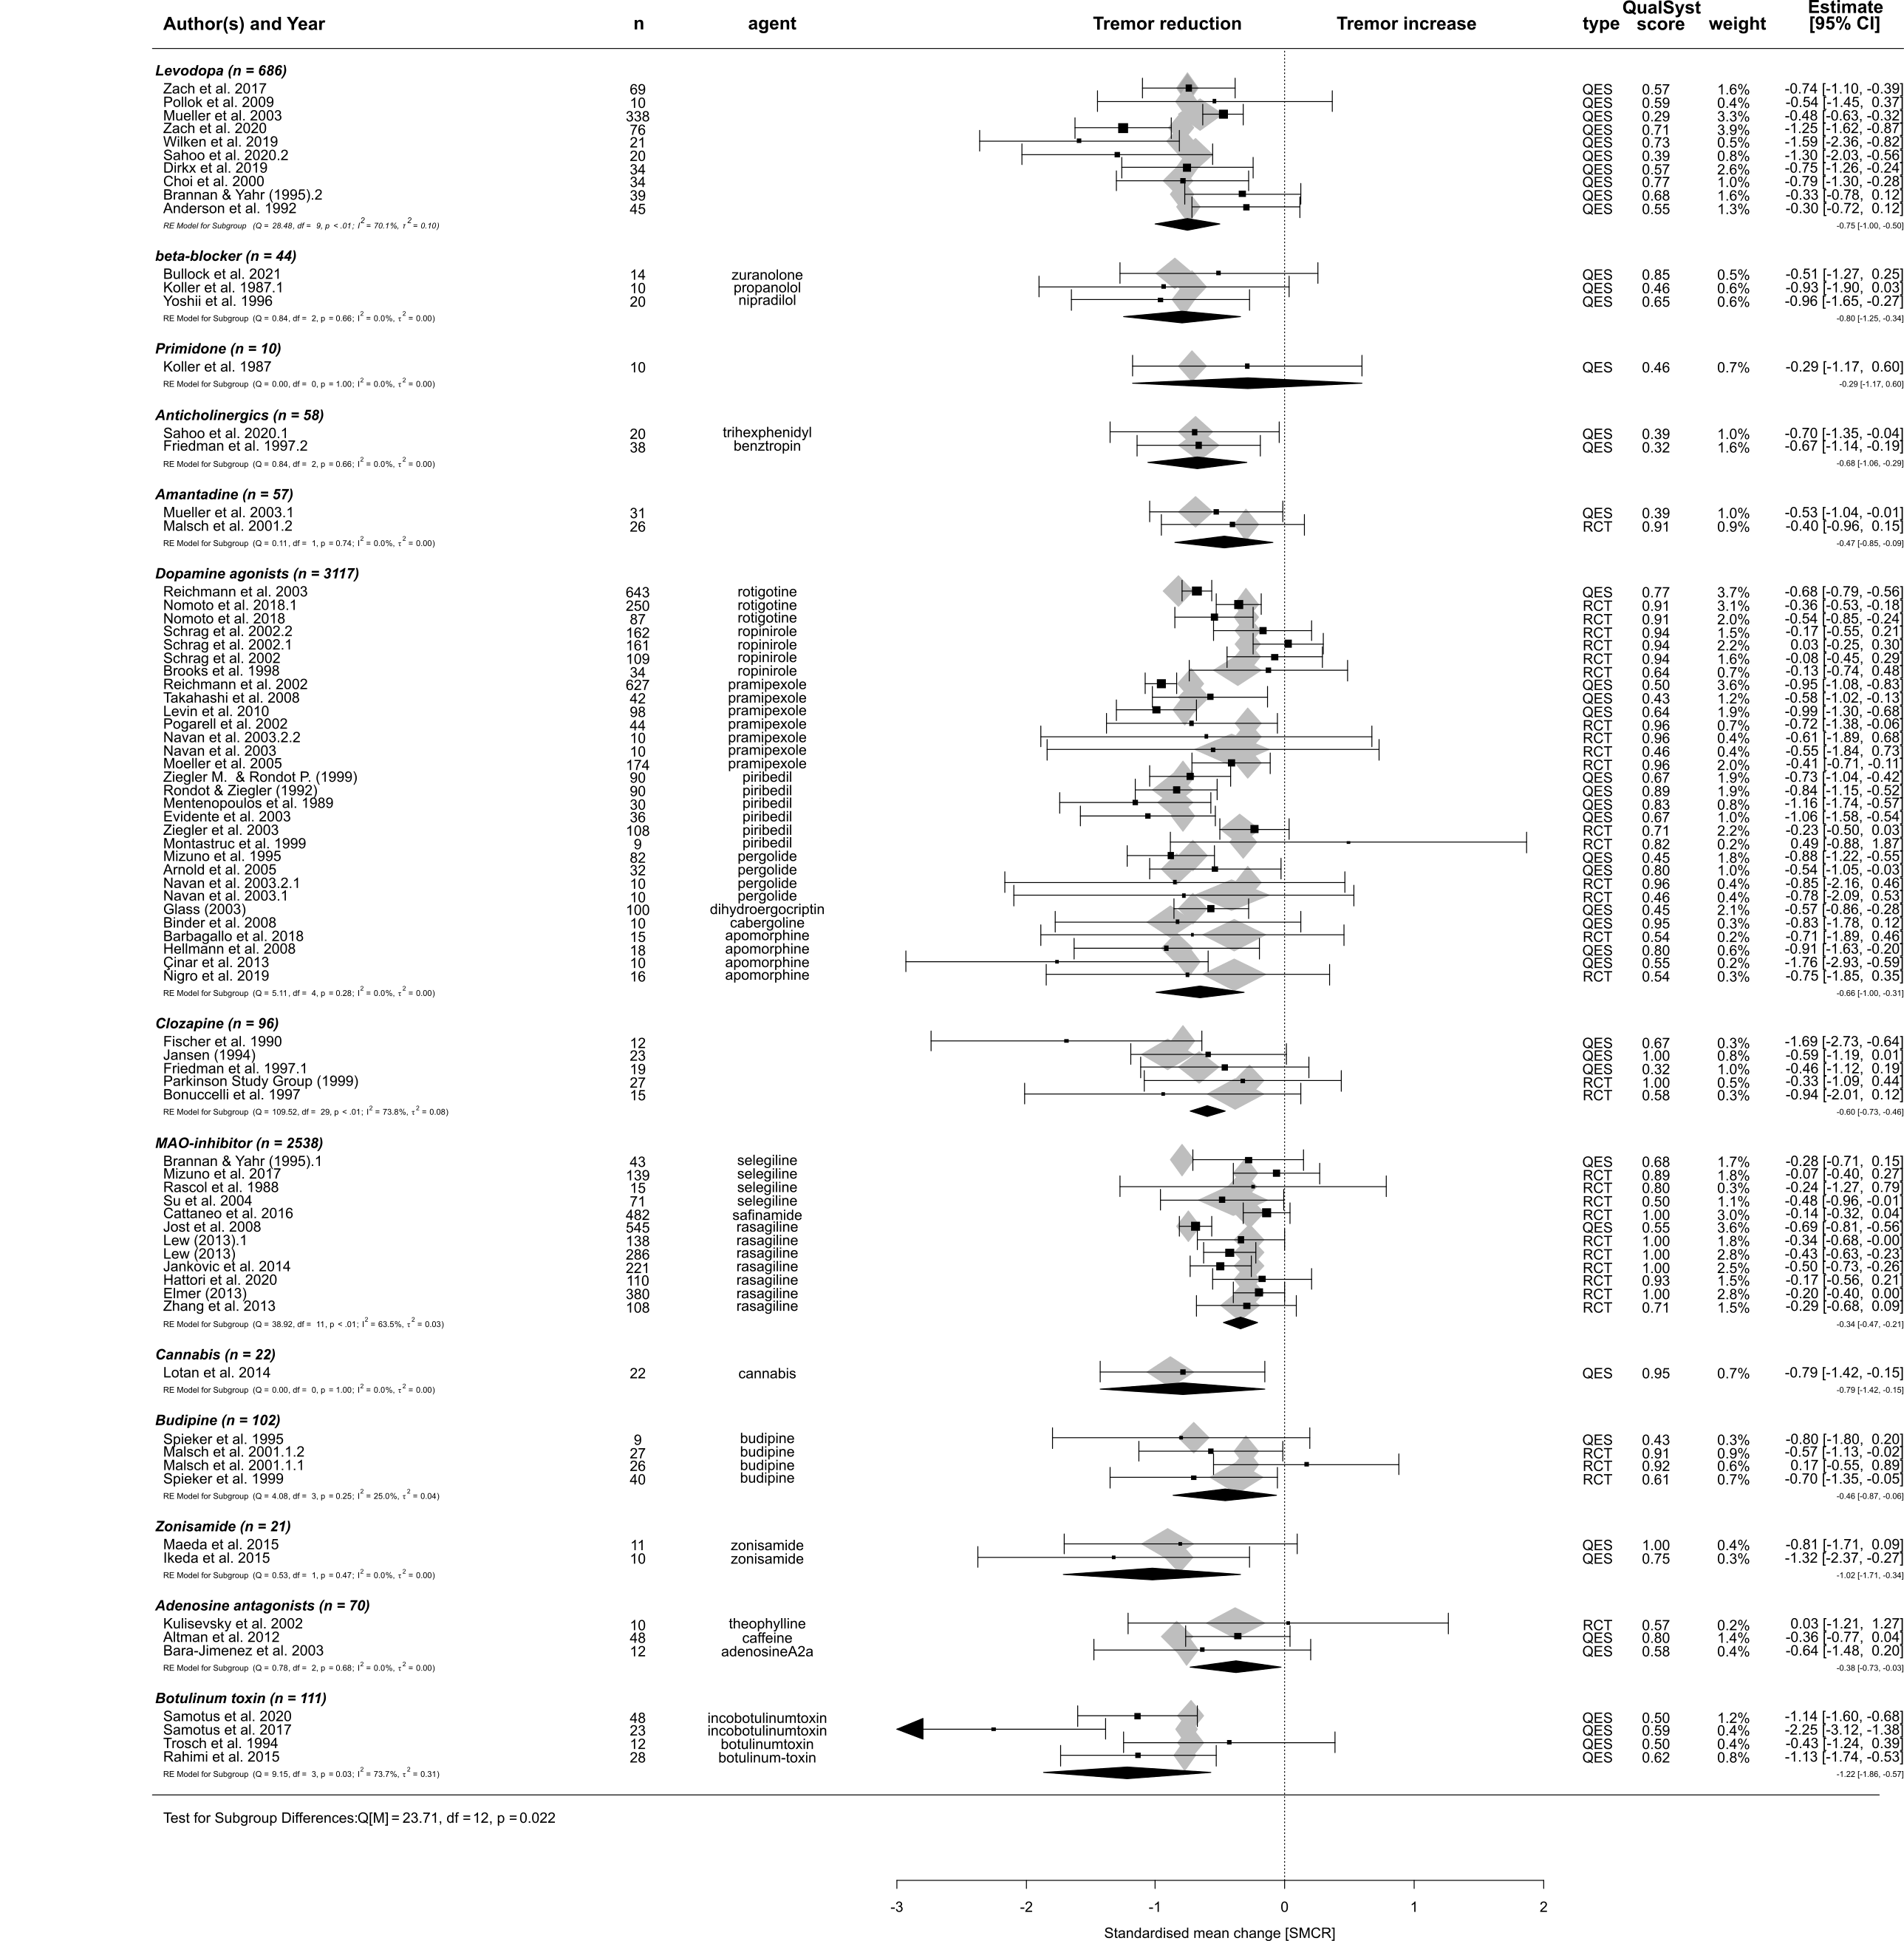 Author(s) and Year n agent Tremor reduction Tremor increase type QualSyst score weight Estimate [95% CI]
Levodopa (n = 686)
Zach et al. 2017 69 QES 0.57 1.6% -0.74 [-1.10, -0.39]
Pollok et al. 2009 10 QES 0.59 0.4% -0.54 [-1.45, 0.37]
Mueller et al. 2003 338 QES 0.29 3.3% -0.48 [-0.63, -0.32]
Zach et al. 2020 76 QES 0.71 3.9% -1.25 [-1.62, -0.87]
Wilken et al. 2019 21 QES 0.73 0.5% -1.59 [-2.36, -0.82]
Sahoo et al. 2020.2 20 QES 0.39 0.8% -1.30 [-2.03, -0.56]
Dirkx et al. 2019 34 QES 0.57 2.6% -0.75 [-1.26, -0.24]
Choi et al. 2000 34 QES 0.77 1.0% -0.79 [-1.30, -0.28]
Brannan & Yahr (1995).2 39 QES 0.68 1.6% -0.33 [-0.78, 0.12]
Anderson et al. 1992 45 QES 0.55 1.3% -0.30 [-0.72, 0.12]
RE Model for Subgroup (Q = 28.48, df = 9, p < .01; I² = 70.1%, τ² = 0.10) -0.75 [-1.00, -0.50]
beta-blocker (n = 44)
Bullock et al. 2021 14 zuranolone QES 0.85 0.5% -0.51 [-1.27, 0.25]
Koller et al. 1987.1 10 propanolol QES 0.46 0.6% -0.93 [-1.90, 0.03]
Yoshii et al. 1996 20 nipradilol QES 0.65 0.6% -0.96 [-1.65, -0.27]
RE Model for Subgroup (Q = 0.84, df = 2, p = 0.66; I² = 0.0%, τ² = 0.00) -0.80 [-1.25, -0.34]
Primidone (n = 10)
Koller et al. 1987 10 QES 0.46 0.7% -0.29 [-1.17, 0.60]
RE Model for Subgroup (Q = 0.00, df = 0, p = 1.00; I² = 0.0%, τ² = 0.00) -0.29 [-1.17, 0.60]
Anticholinergics (n = 58)
Sahoo et al. 2020.1 20 trihexphenidyl QES 0.39 1.0% -0.70 [-1.35, -0.04]
Friedman et al. 1997.2 38 benztropin QES 0.32 1.6% -0.67 [-1.14, -0.19]
RE Model for Subgroup (Q = 0.84, df = 2, p = 0.66; I² = 0.0%, τ² = 0.00) -0.68 [-1.06, -0.29]
Amantadine (n = 57)
Mueller et al. 2003.1 31 QES 0.39 1.0% -0.53 [-1.04, -0.01]
Malsch et al. 2001.2 26 RCT 0.91 0.9% -0.40 [-0.96, 0.15]
RE Model for Subgroup (Q = 0.11, df = 1, p = 0.74; I² = 0.0%, τ² = 0.00) -0.47 [-0.85, -0.09]
Dopamine agonists (n = 3117)
Reichmann et al. 2003 643 rotigotine QES 0.77 3.7% -0.68 [-0.79, -0.56]
Nomoto et al. 2018.1 250 rotigotine RCT 0.91 3.1% -0.36 [-0.53, -0.18]
Nomoto et al. 2018 87 rotigotine RCT 0.91 2.0% -0.54 [-0.85, -0.24]
Schrag et al. 2002.2 162 ropinirole RCT 0.94 1.5% -0.17 [-0.55, 0.21]
Schrag et al. 2002.1 161 ropinirole RCT 0.94 2.2% 0.03 [-0.25, 0.30]
Schrag et al. 2002 109 ropinirole RCT 0.94 1.6% -0.08 [-0.45, 0.29]
Brooks et al. 1998 34 ropinirole RCT 0.64 0.7% -0.13 [-0.74, 0.48]
Reichmann et al. 2002 627 pramipexole QES 0.50 3.6% -0.95 [-1.08, -0.83]
Takahashi et al. 2008 42 pramipexole QES 0.43 1.2% -0.58 [-1.02, -0.13]
Levin et al. 2010 98 pramipexole QES 0.64 1.9% -0.99 [-1.30, -0.68]
Pogarell et al. 2002 44 pramipexole RCT 0.96 0.7% -0.72 [-1.38, -0.06]
Navan et al. 2003.2.2 10 pramipexole RCT 0.96 0.4% -0.61 [-1.89, 0.68]
Navan et al. 2003 10 pramipexole RCT 0.46 0.4% -0.55 [-1.84, 0.73]
Moeller et al. 2005 174 pramipexole RCT 0.96 2.0% -0.41 [-0.71, -0.11]
Ziegler M. & Rondot P. (1999) 90 piribedil QES 0.67 1.9% -0.73 [-1.04, -0.42]
Rondot & Ziegler (1992) 90 piribedil QES 0.89 1.9% -0.84 [-1.15, -0.52]
Mentenopoulos et al. 1989 30 piribedil QES 0.83 0.8% -1.16 [-1.74, -0.57]
Evidente et al. 2003 36 piribedil QES 0.67 1.0% -1.06 [-1.58, -0.54]
Ziegler et al. 2003 108 piribedil RCT 0.71 2.2% -0.23 [-0.50, 0.03]
Montastruc et al. 1999 9 piribedil RCT 0.82 0.2% 0.49 [-0.88, 1.87]
Mizuno et al. 1995 82 pergolide QES 0.45 1.8% -0.88 [-1.22, -0.55]
Arnold et al. 2005 32 pergolide QES 0.80 1.0% -0.54 [-1.05, -0.03]
Navan et al. 2003.2.1 10 pergolide RCT 0.96 0.4% -0.85 [-2.16, 0.46]
Navan et al. 2003.1 10 pergolide RCT 0.46 0.4% -0.78 [-2.09, 0.53]
Glass (2003) 100 dihydroergocriptin QES 0.45 2.1% -0.57 [-0.86, -0.28]
Binder et al. 2008 10 cabergoline QES 0.95 0.3% -0.83 [-1.78, 0.12]
Barbagallo et al. 2018 15 apomorphine RCT 0.54 0.2% -0.71 [-1.89, 0.46]
Hellmann et al. 2008 18 apomorphine QES 0.80 0.6% -0.91 [-1.63, -0.20]
Çinar et al. 2013 10 apomorphine QES 0.55 0.2% -1.76 [-2.93, -0.59]
Nigro et al. 2019 16 apomorphine RCT 0.54 0.3% -0.75 [-1.85, 0.35]
RE Model for Subgroup (Q = 5.11, df = 4, p = 0.28; I² = 0.0%, τ² = 0.00) -0.66 [-1.00, -0.31]
Clozapine (n = 96)
Fischer et al. 1990 12 QES 0.67 0.3% -1.69 [-2.73, -0.64]
Jansen (1994) 23 QES 1.00 0.8% -0.59 [-1.19, 0.01]
Friedman et al. 1997.1 19 QES 0.32 1.0% -0.46 [-1.12, 0.19]
Parkinson Study Group (1999) 27 RCT 1.00 0.5% -0.33 [-1.09, 0.44]
Bonuccelli et al. 1997 15 RCT 0.58 0.3% -0.94 [-2.01, 0.12]
RE Model for Subgroup (Q = 109.52, df = 29, p < .01; I² = 73.8%, τ² = 0.08) -0.60 [-0.73, -0.46]
MAO-inhibitor (n = 2538)
Brannan & Yahr (1995).1 43 selegiline QES 0.68 1.7% -0.28 [-0.71, 0.15]
Mizuno et al. 2017 139 selegiline RCT 0.89 1.8% -0.07 [-0.40, 0.27]
Rascol et al. 1988 15 selegiline RCT 0.80 0.3% -0.24 [-1.27, 0.79]
Su et al. 2004 71 selegiline RCT 0.50 1.1% -0.48 [-0.96, -0.01]
Cattaneo et al. 2016 482 safinamide RCT 1.00 3.0% -0.14 [-0.32, 0.04]
Jost et al. 2008 545 rasagiline QES 0.55 3.6% -0.69 [-0.81, -0.56]
Lew (2013).1 138 rasagiline RCT 1.00 1.8% -0.34 [-0.68, -0.00]
Lew (2013) 286 rasagiline RCT 1.00 2.8% -0.43 [-0.63, -0.23]
Jankovic et al. 2014 221 rasagiline RCT 1.00 2.5% -0.50 [-0.73, -0.26]
Hattori et al. 2020 110 rasagiline RCT 0.93 1.5% -0.17 [-0.56, 0.21]
Elmer (2013) 380 rasagiline RCT 1.00 2.8% -0.20 [-0.40, 0.00]
Zhang et al. 2013 108 rasagiline RCT 0.71 1.5% -0.29 [-0.68, 0.09]
RE Model for Subgroup (Q = 38.92, df = 11, p < .01; I² = 63.5%, τ² = 0.03) -0.34 [-0.47, -0.21]
Cannabis (n = 22)
Lotan et al. 2014 22 cannabis QES 0.95 0.7% -0.79 [-1.42, -0.15]
RE Model for Subgroup (Q = 0.00, df = 0, p = 1.00; I² = 0.0%, τ² = 0.00) -0.79 [-1.42, -0.15]
Budipine (n = 102)
Spieker et al. 1995 9 budipine QES 0.43 0.3% -0.80 [-1.80, 0.20]
Malsch et al. 2001.1.2 27 budipine RCT 0.91 0.9% -0.57 [-1.13, -0.02]
Malsch et al. 2001.1.1 26 budipine RCT 0.92 0.6% 0.17 [-0.55, 0.89]
Spieker et al. 1999 40 budipine RCT 0.61 0.7% -0.70 [-1.35, -0.05]
RE Model for Subgroup (Q = 4.08, df = 3, p = 0.25; I² = 25.0%, τ² = 0.04) -0.46 [-0.87, -0.06]
Zonisamide (n = 21)
Maeda et al. 2015 11 zonisamide QES 1.00 0.4% -0.81 [-1.71, 0.09]
Ikeda et al. 2015 10 zonisamide QES 0.75 0.3% -1.32 [-2.37, -0.27]
RE Model for Subgroup (Q = 0.53, df = 1, p = 0.47; I² = 0.0%, τ² = 0.00) -1.02 [-1.71, -0.34]
Adenosine antagonists (n = 70)
Kulisevsky et al. 2002 10 theophylline RCT 0.57 0.2% 0.03 [-1.21, 1.27]
Altman et al. 2012 48 caffeine QES 0.80 1.4% -0.36 [-0.77, 0.04]
Bara-Jimenez et al. 2003 12 adenosineA2a QES 0.58 0.4% -0.64 [-1.48, 0.20]
RE Model for Subgroup (Q = 0.78, df = 2, p = 0.68; I² = 0.0%, τ² = 0.00) -0.38 [-0.73, -0.03]
Botulinum toxin (n = 111)
Samotus et al. 2020 48 incobotulinumtoxin QES 0.50 1.2% -1.14 [-1.60, -0.68]
Samotus et al. 2017 23 incobotulinumtoxin QES 0.59 0.4% -2.25 [-3.12, -1.38]
Trosch et al. 1994 12 botulinumtoxin QES 0.50 0.4% -0.43 [-1.24, 0.39]
Rahimi et al. 2015 28 botulinum-toxin QES 0.62 0.8% -1.13 [-1.74, -0.53]
RE Model for Subgroup (Q = 9.15, df = 3, p = 0.03; I² = 73.7%, τ² = 0.31) -1.22 [-1.86, -0.57]
Test for Subgroup Differences:Q[M] = 23.71, df = 12, p = 0.022
-3 -2 -1 0 1 2
Standardised mean change [SMCR]